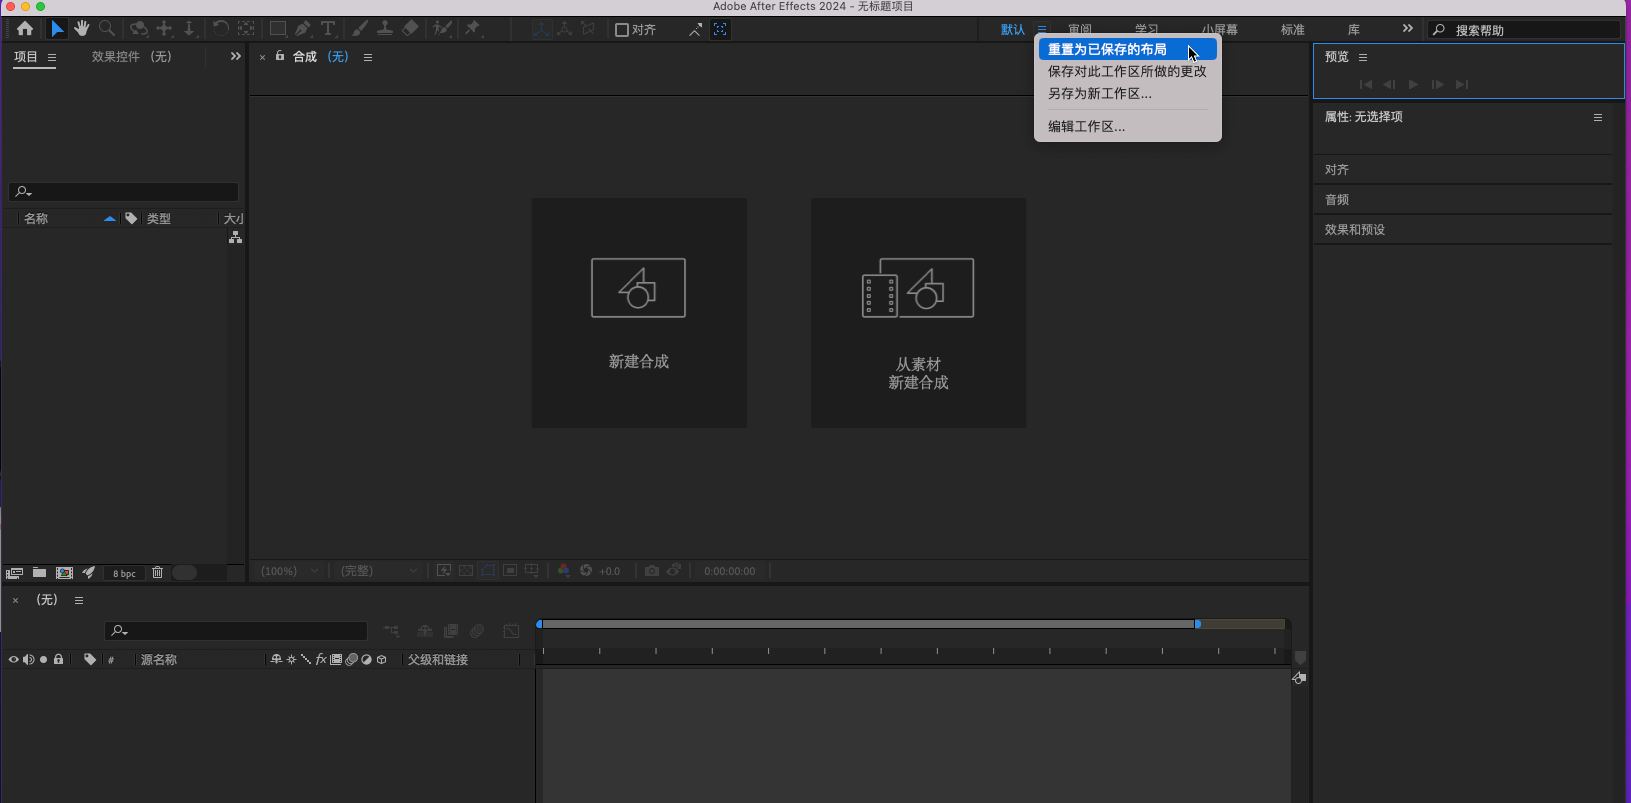 Adobe After Effects 2024 - 无标题项目
对齐
默认
审阅
学习
小屏幕
标准
库
搜索帮助
项目
效果控件 (无)
合成 (无)
重置为已保存的布局
保存对此工作区所做的更改
另存为新工作区...
编辑工作区...
预览
属性: 无选择项
对齐
音频
效果和预设
名称
类型
大小
新建合成
从素材
新建合成
8 bpc
(100%)
(完整)
+0.0
0:00:00:00
(无)
#
源名称
fx
父级和链接